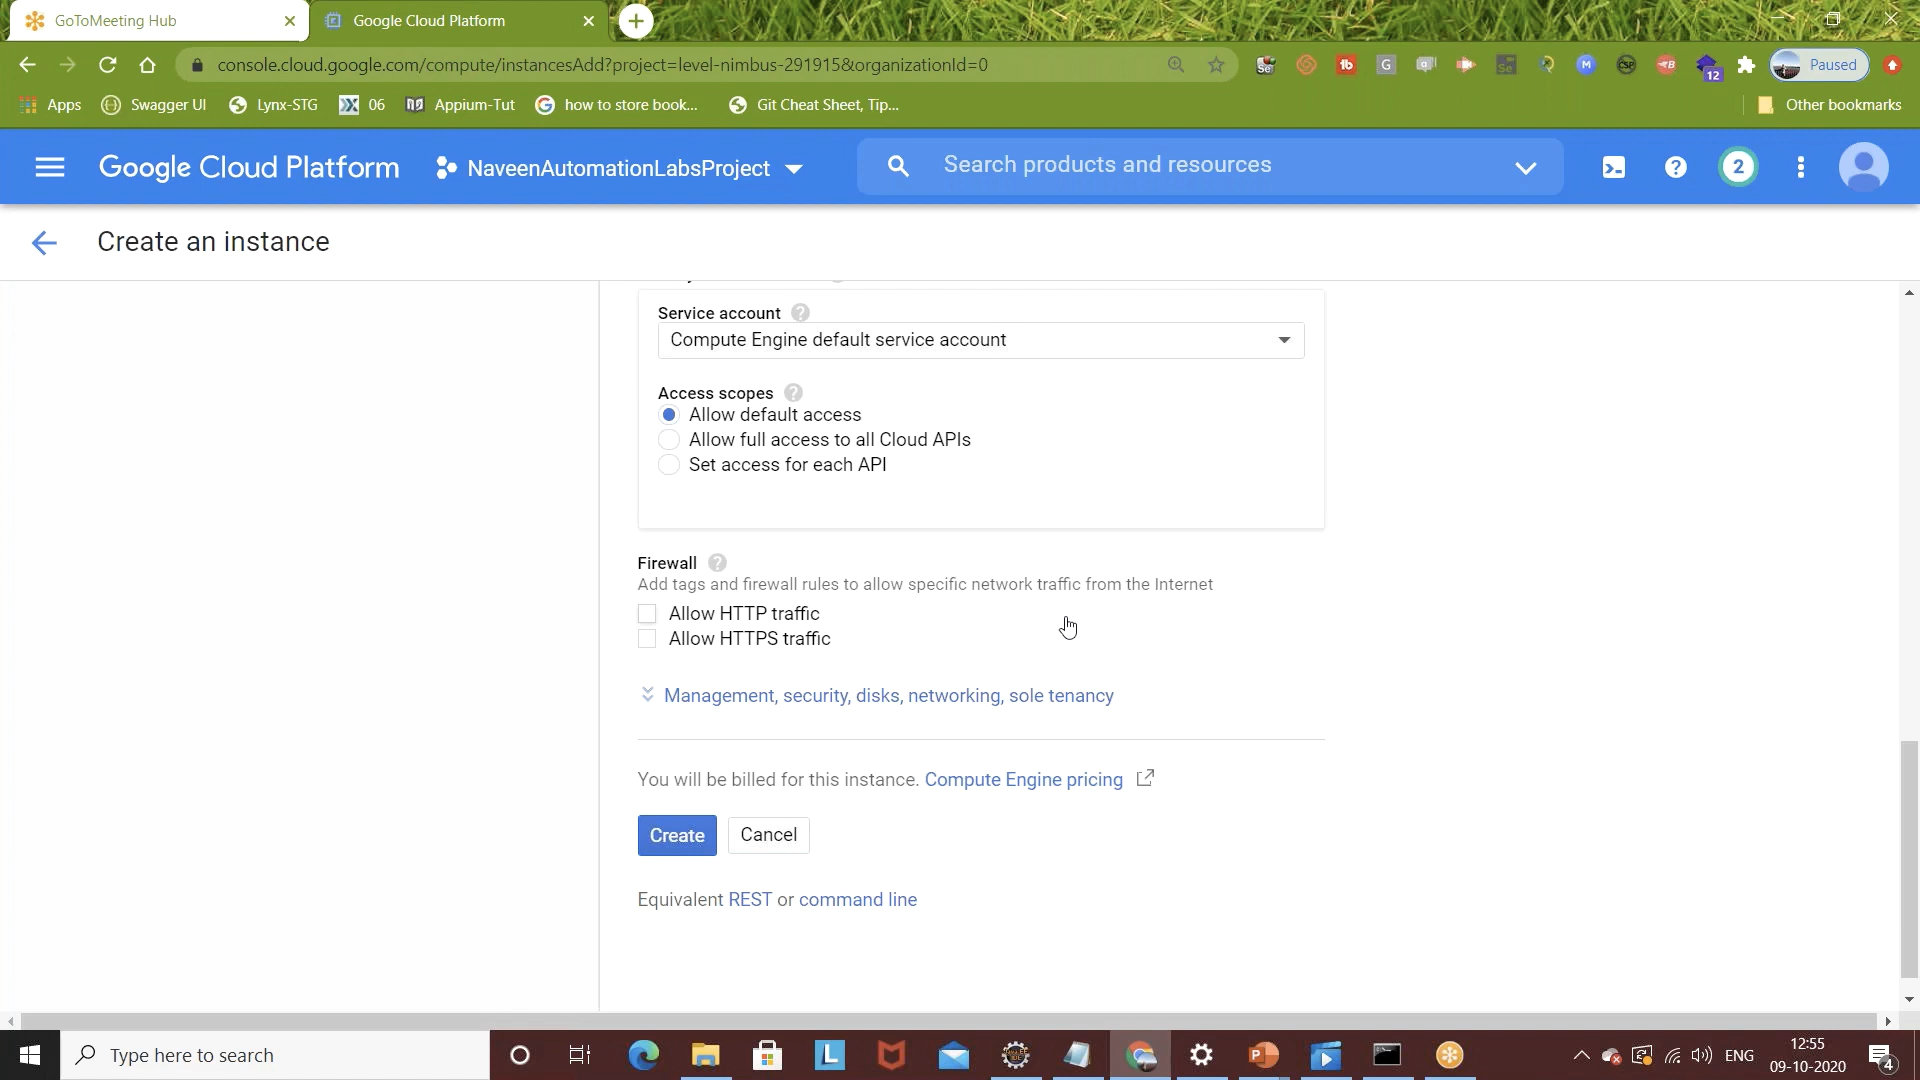 GoToMeeting Hub
Google Cloud Platform
console.cloud.google.com/compute/instancesAdd?project=level-nimbus-291915&organizationId=0
Se
tb
G
Se
M
CSP
12
Paused
Apps
Swagger UI
Lynx-STG
06
Appium-Tut
how to store book...
Git Cheat Sheet, Tip...
Other bookmarks
Google Cloud Platform
NaveenAutomationLabsProject
Search products and resources
2
Create an instance
Service account
Compute Engine default service account
Access scopes
Allow default access
Allow full access to all Cloud APIs
Set access for each API
Firewall
Add tags and firewall rules to allow specific network traffic from the Internet
Allow HTTP traffic
Allow HTTPS traffic
Management, security, disks, networking, sole tenancy
You will be billed for this instance. Compute Engine pricing
Create
Cancel
Equivalent REST or command line
Type here to search
L
P
ENG
12:55
09-10-2020
4